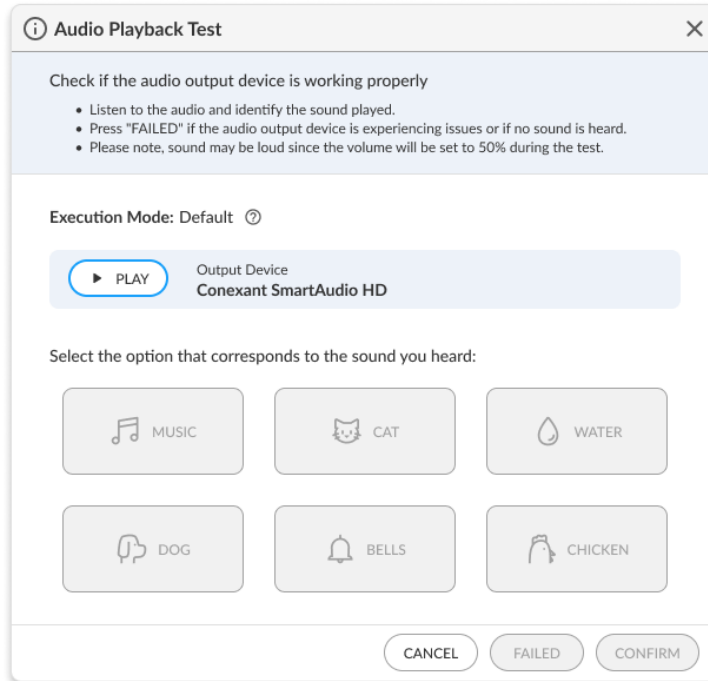 Audio Playback Test
Check if the audio output device is working properly
• Listen to the audio and identify the sound played.
• Press "FAILED" if the audio output device is experiencing issues or if no sound is heard.
• Please note, sound may be loud since the volume will be set to 50% during the test.
Execution Mode: Default
PLAY
Output Device
Conexant SmartAudio HD
Select the option that corresponds to the sound you heard:
MUSIC
CAT
WATER
DOG
BELLS
CHICKEN
CANCEL
FAILED
CONFIRM